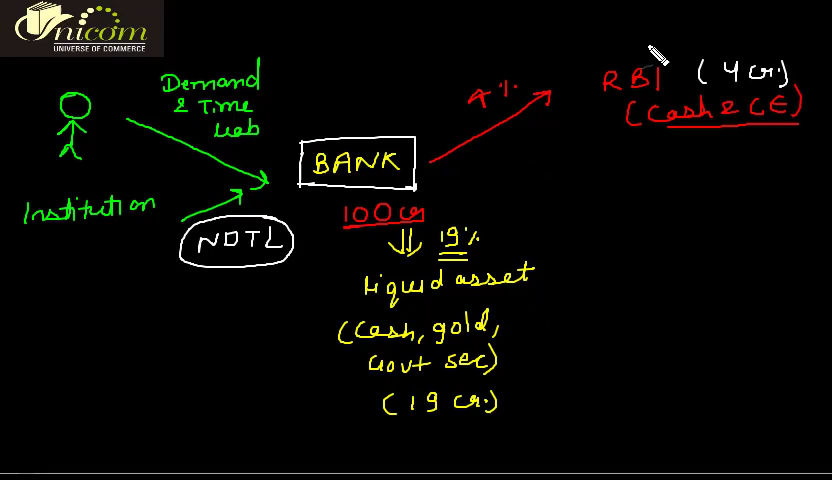 Unicom
UNIVERSE OF COMMERCE
Demand
& Time
Liab
Institution
NDTL
BANK
100 cr
4%
RBI (4 cr.)
(Cash & CE)
19%
Liquid asset
(Cash, gold,
Govt sec)
(19 cr.)